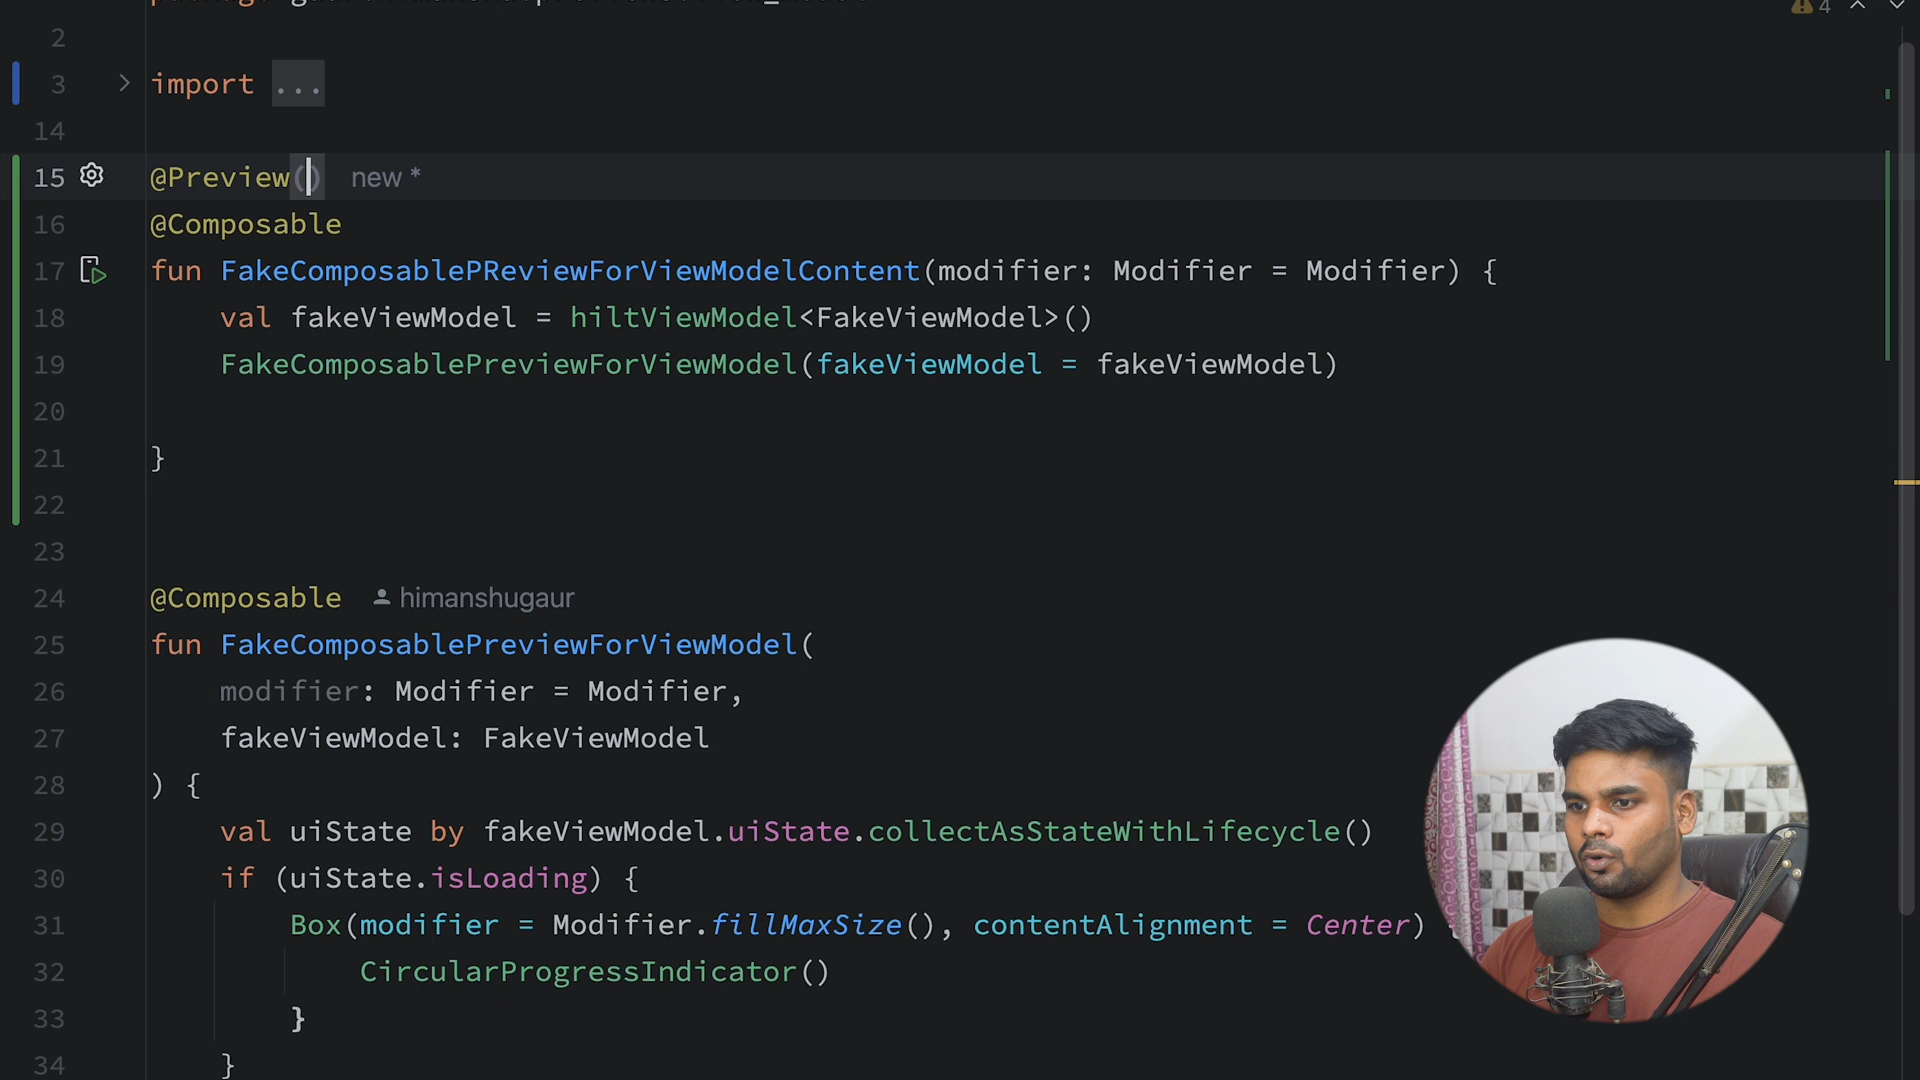 4
2
3 import ...
14
15 @Preview() new *
16 @Composable
17 fun FakeComposablePReviewForViewModelContent(modifier: Modifier = Modifier) {
18 val fakeViewModel = hiltViewModel<FakeViewModel>()
19 FakeComposablePreviewForViewModel(fakeViewModel = fakeViewModel)
20
21 }
22
23
24 @Composable himanshugaur
25 fun FakeComposablePreviewForViewModel(
26 modifier: Modifier = Modifier,
27 fakeViewModel: FakeViewModel
28 ) {
29 val uiState by fakeViewModel.uiState.collectAsStateWithLifecycle()
30 if (uiState.isLoading) {
31 Box(modifier = Modifier.fillMaxSize(), contentAlignment = Center)
32 CircularProgressIndicator()
33 }
34 }